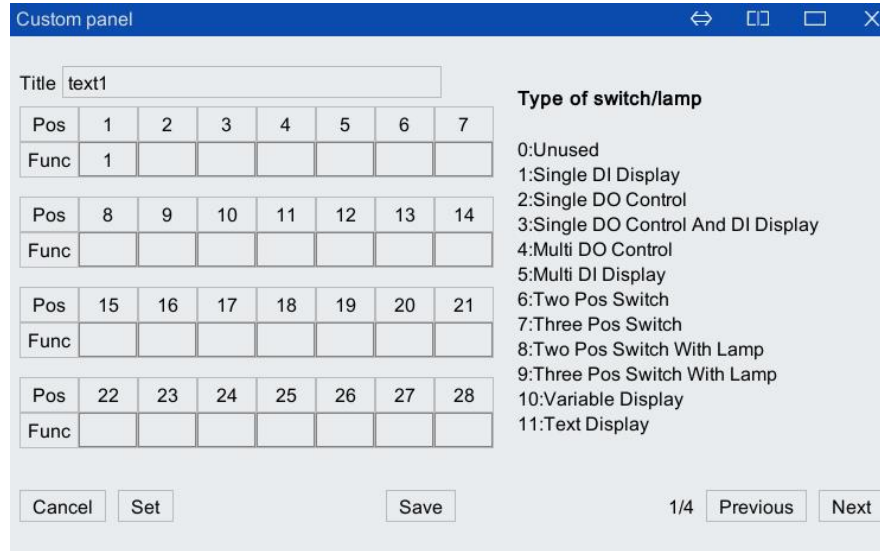 Custom panel
Title text1
Pos 1 2 3 4 5 6 7
Func 1
Pos 8 9 10 11 12 13 14
Func
Pos 15 16 17 18 19 20 21
Func
Pos 22 23 24 25 26 27 28
Func
Type of switch/lamp
0:Unused
1:Single DI Display
2:Single DO Control
3:Single DO Control And DI Display
4:Multi DO Control
5:Multi DI Display
6:Two Pos Switch
7:Three Pos Switch
8:Two Pos Switch With Lamp
9:Three Pos Switch With Lamp
10:Variable Display
11:Text Display
Cancel Set Save 1/4 Previous Next